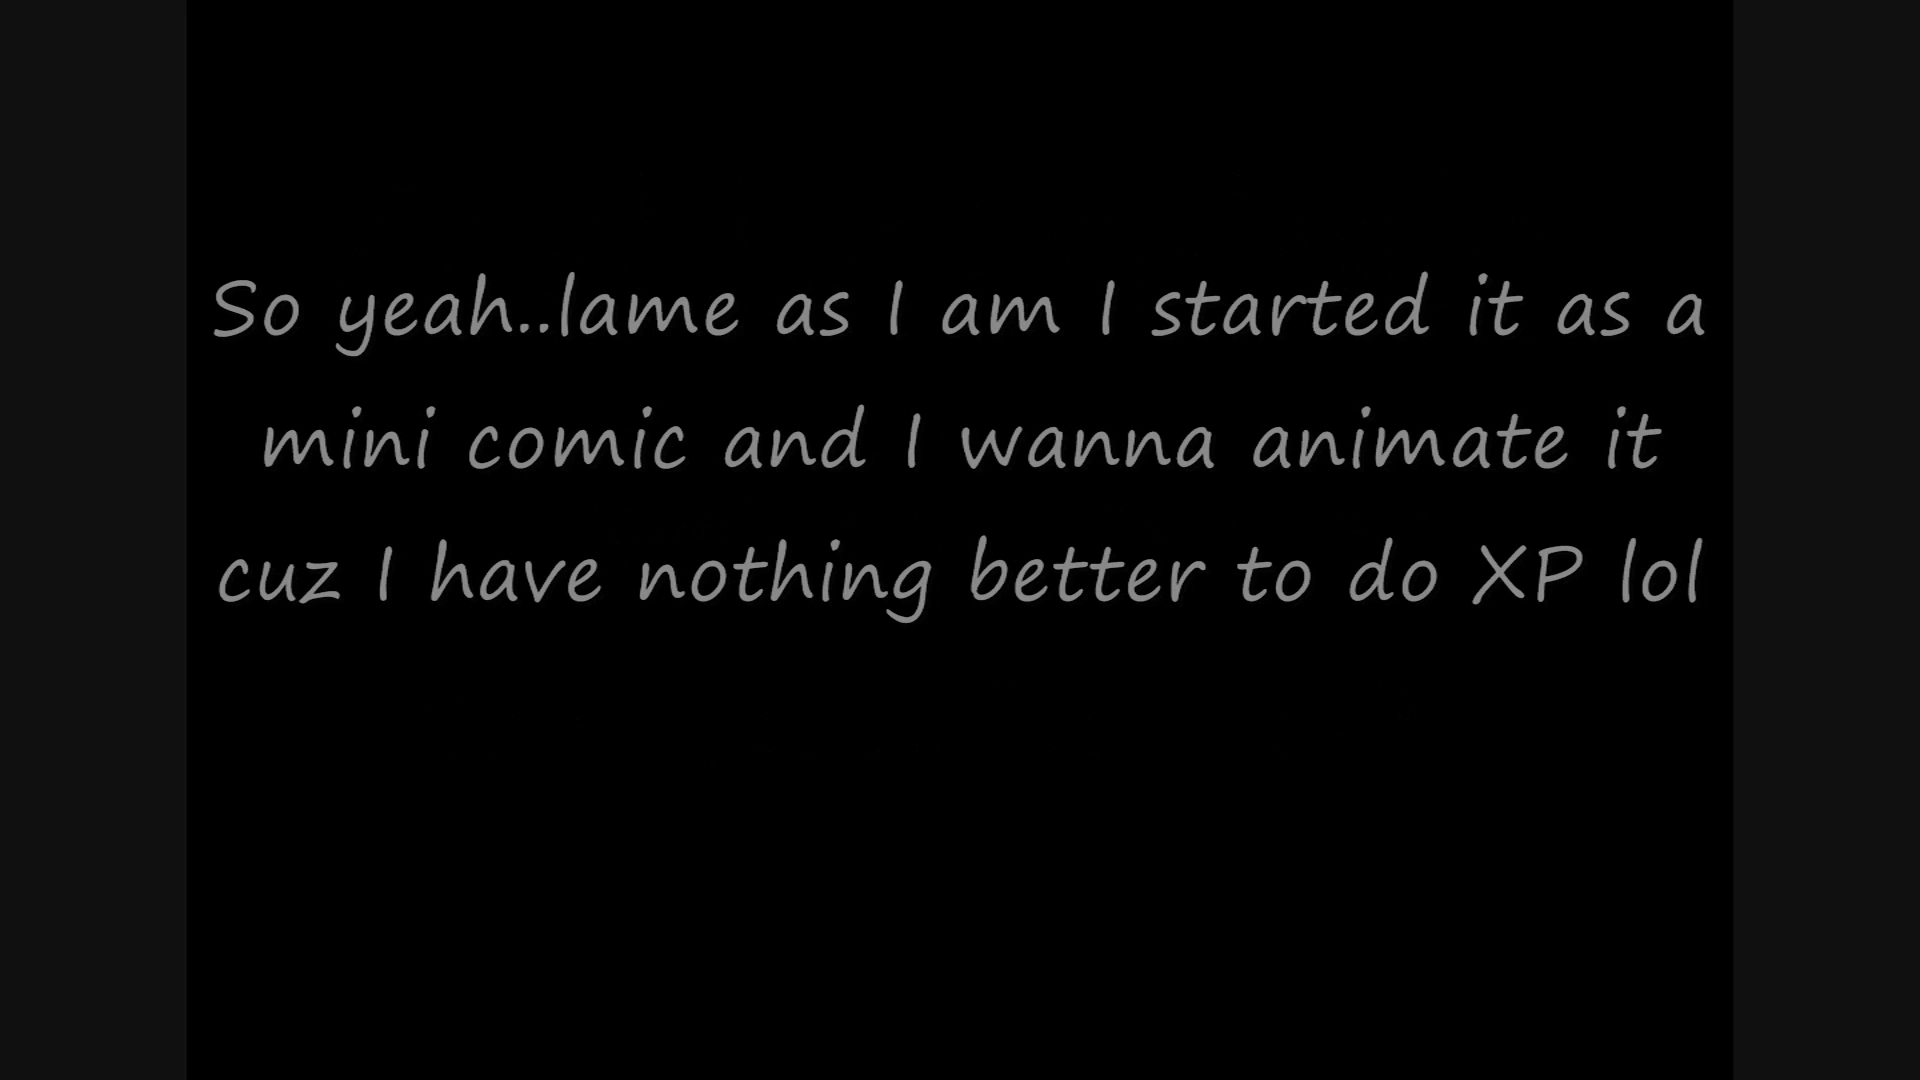 So yeah..lame as I am I started it as a
mini comic and I wanna animate it
cuz I have nothing better to do XP lol